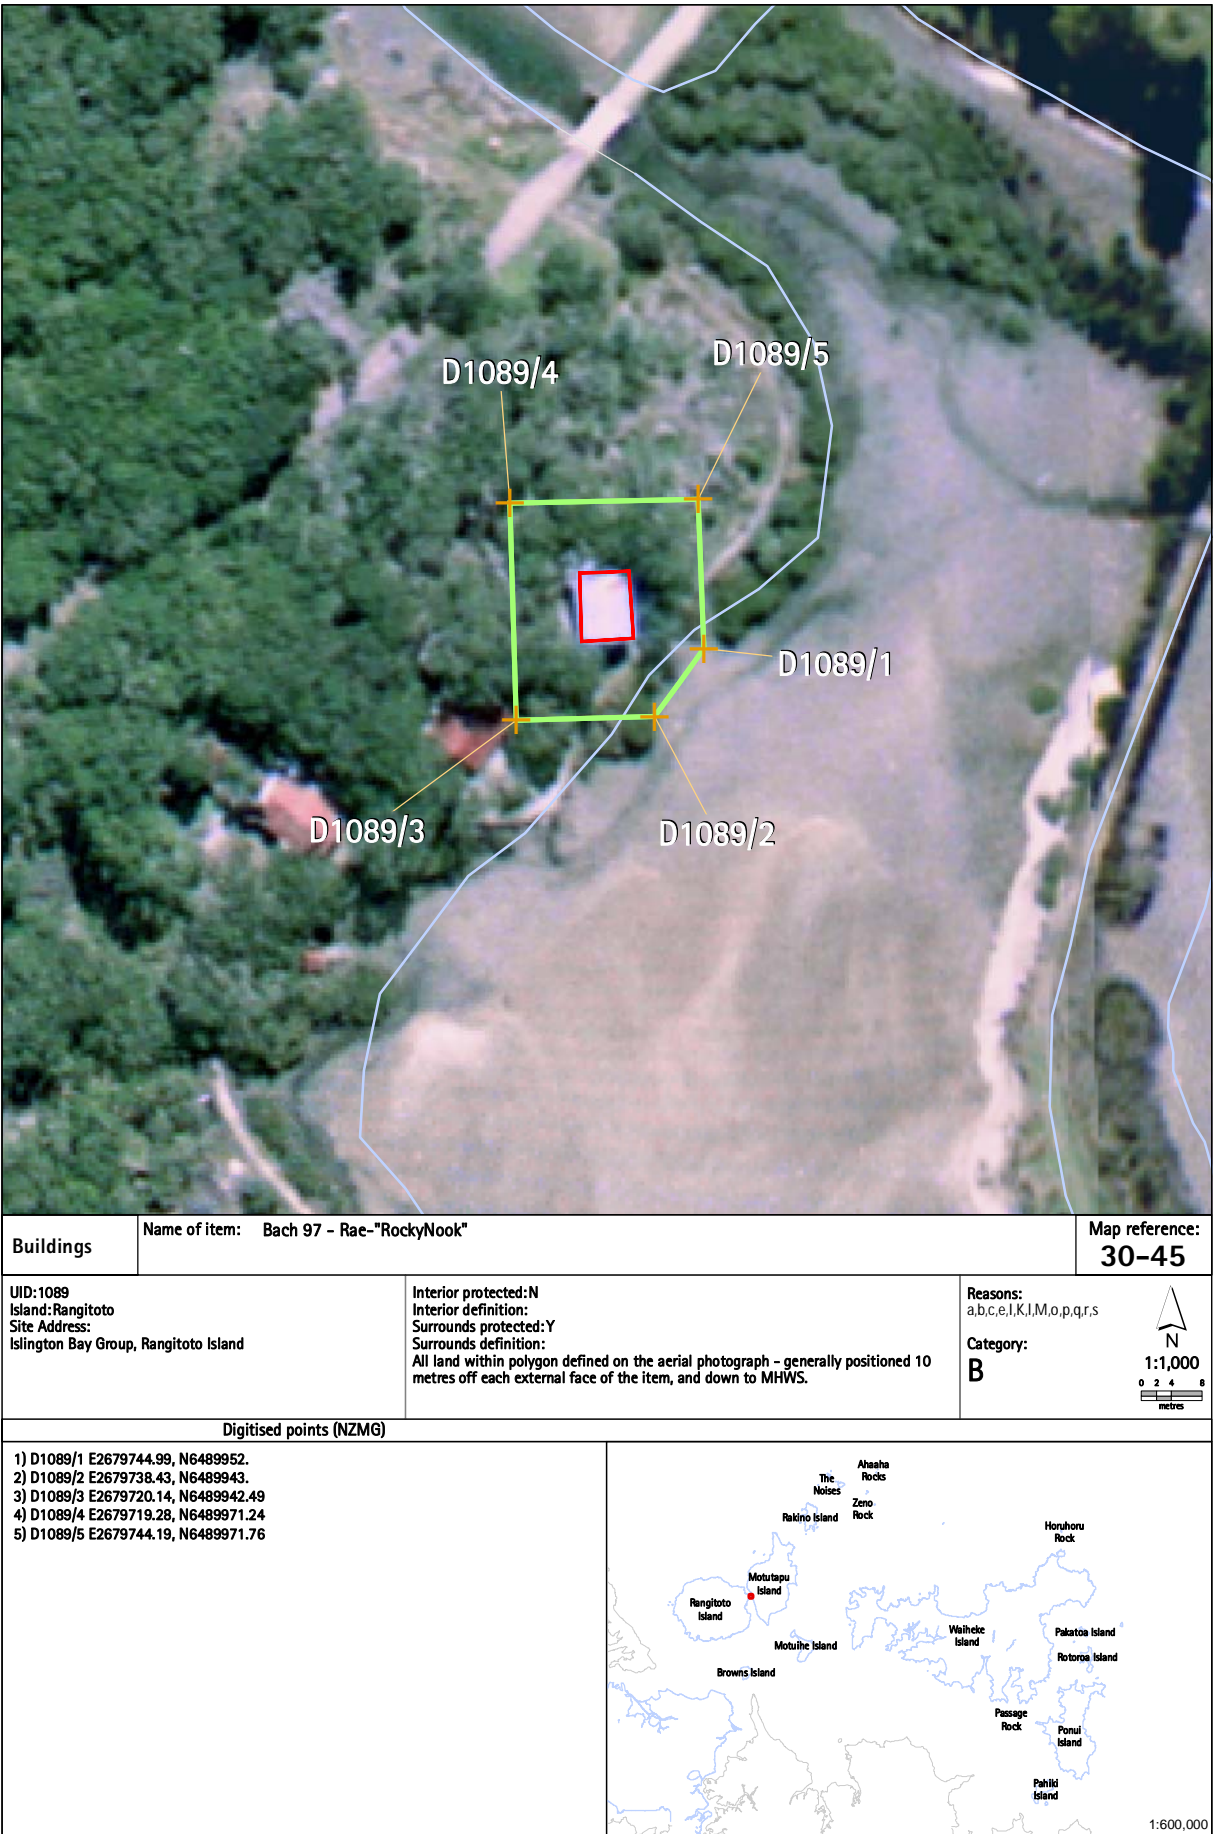 D1089/4
D1089/5
D1089/1
D1089/3
D1089/2
Buildings
Name of item: Bach 97 - Rae-"RockyNook"
Map reference:
30-45
UID:1089
Island:Rangitoto
Site Address:
Islington Bay Group, Rangitoto Island
Interior protected:N
Interior definition:
Surrounds protected:Y
Surrounds definition:
All land within polygon defined on the aerial photograph - generally positioned 10
metres off each external face of the item, and down to MHWS.
Reasons:
a,b,c,e,I,K,l,M,o,p,q,r,s
Category:
B
N
1:1,000
0 2 4 8
metres
Digitised points (NZMG)
1) D1089/1 E2679744.99, N6489952.
2) D1089/2 E2679738.43, N6489943.
3) D1089/3 E2679720.14, N6489942.49
4) D1089/4 E2679719.28, N6489971.24
5) D1089/5 E2679744.19, N6489971.76
Ahaaha
Rocks
The
Noises
Zeno
Rock
Rakino Island
Horuhoru
Rock
Motutapu
Island
Rangitoto
Island
Waiheke
Island
Pakatoa Island
Motuihe Island
Rotoroa Island
Browns Island
Passage
Rock
Ponui
Island
Pahiki
Island
1:600,000